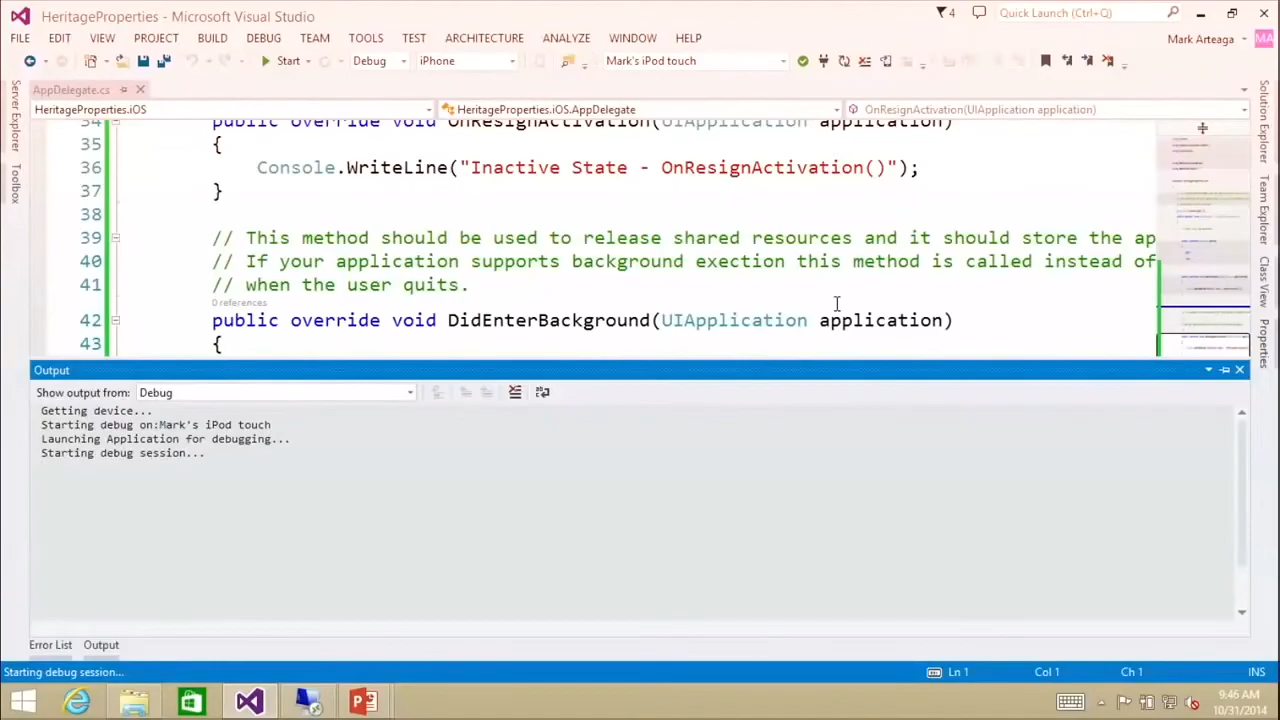 HeritageProperties - Microsoft Visual Studio
4
Quick Launch (Ctrl+Q)
FILE EDIT VIEW PROJECT BUILD DEBUG TEAM TOOLS TEST ARCHITECTURE ANALYZE WINDOW HELP
Mark Arteaga MA
Start Debug iPhone Mark's iPod touch
Server Explorer
Toolbox
AppDelegate.cs
HeritageProperties.iOS HeritageProperties.iOS.AppDelegate OnResignActivation(UIApplication application)
34 public override void OnResignActivation(UIApplication application)
35 {
36 Console.WriteLine("Inactive State - OnResignActivation()");
37 }
38
39 // This method should be used to release shared resources and it should store the ap
40 // If your application supports background exection this method is called instead of
41 // when the user quits.
0 references
42 public override void DidEnterBackground(UIApplication application)
43 {
Solution Explorer
Team Explorer
Class View
Properties
Output
Show output from: Debug
Getting device...
Starting debug on:Mark's iPod touch
Launching Application for debugging...
Starting debug session...
Error List Output
Starting debug session... Ln 1 Col 1 Ch 1 INS
9:46 AM
10/31/2014